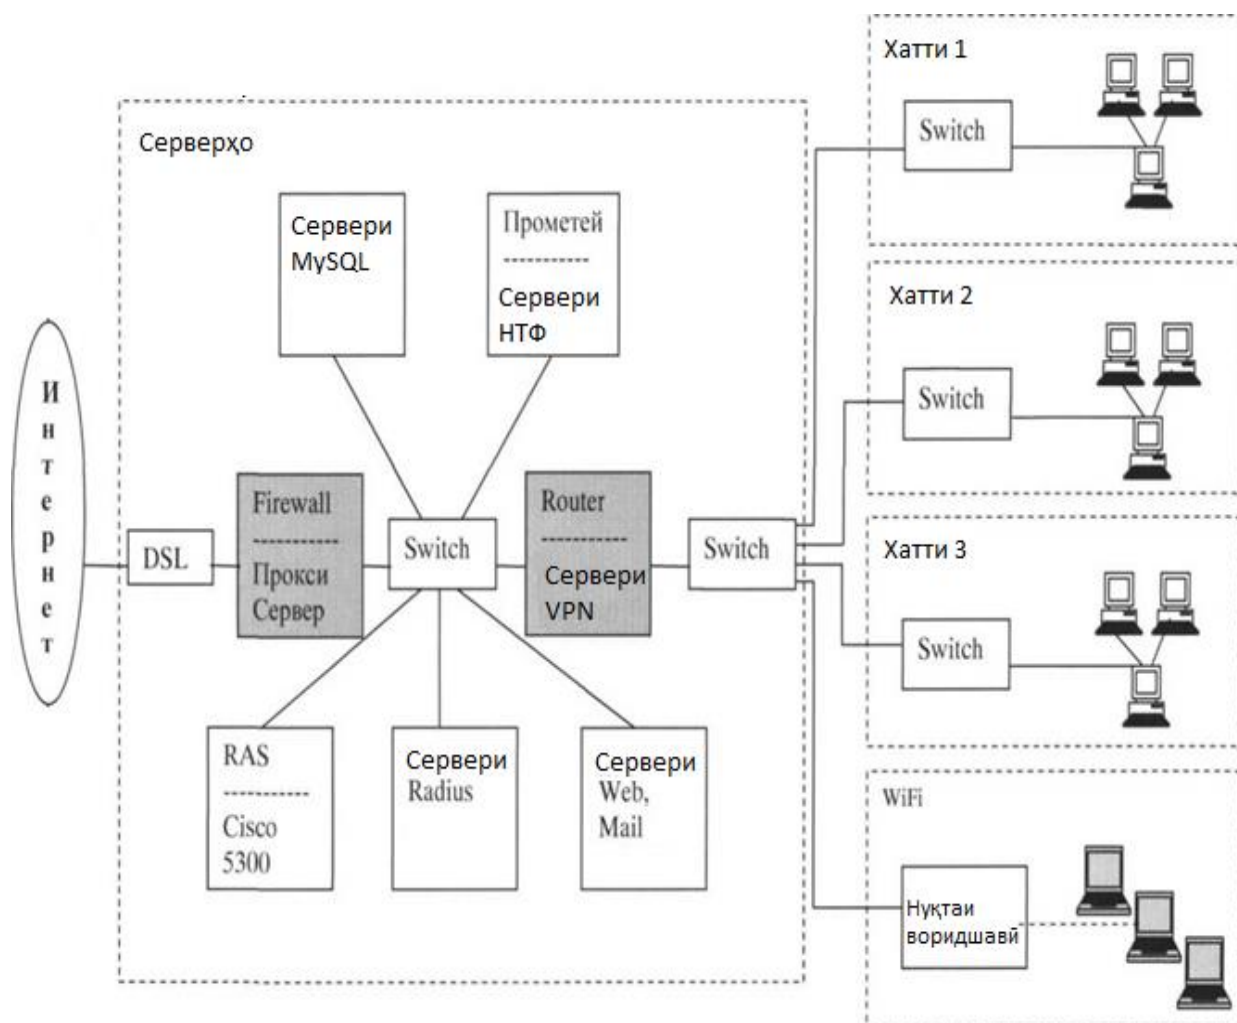 Серверҳо
Сервери
MySQL
Прометей
Сервери
НТФ
Интернет
DSL
Firewall
Прокси
Сервер
Switch
Router
Сервери
VPN
Switch
RAS
Cisco
5300
Сервери
Radius
Сервери
Web,
Mail
Хатти 1
Switch
Хатти 2
Switch
Хатти 3
Switch
WiFi
Нуқтаи
воридшавӣ